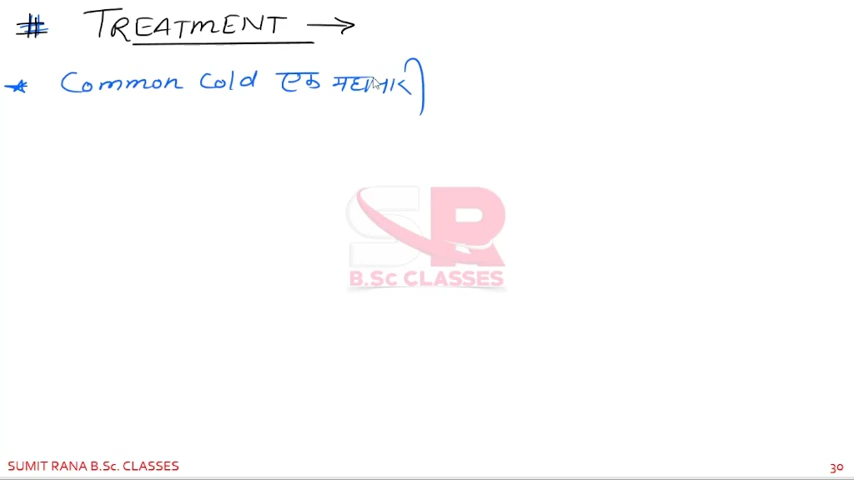 # TREATMENT →
* Common Cold एक महामारी
SR
B.Sc CLASSES
SUMIT RANA B.Sc. CLASSES
30